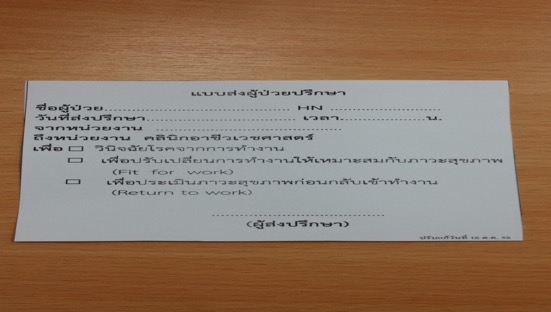 แบบส่งผู้ป่วยปรึกษา
ชื่อผู้ป่วย............................................... HN ............................
วันที่ส่งปรึกษา...................................... เวลา......................น.
จากหน่วยงาน ................................................
ถึงหน่วยงาน คลินิกอาชีวเวชศาสตร์
เพื่อ □ วินิจฉัยโรคจากการทำงาน
□ เพื่อปรับเปลี่ยนการทำงานให้เหมาะสมกับภาวะสุขภาพ
(Fit for work)
□ เพื่อประเมินภาวะสุขภาพก่อนกลับเข้าทำงาน
(Return to work)
............................................
(ผู้ส่งปรึกษา)
ปรับแก้วันที่